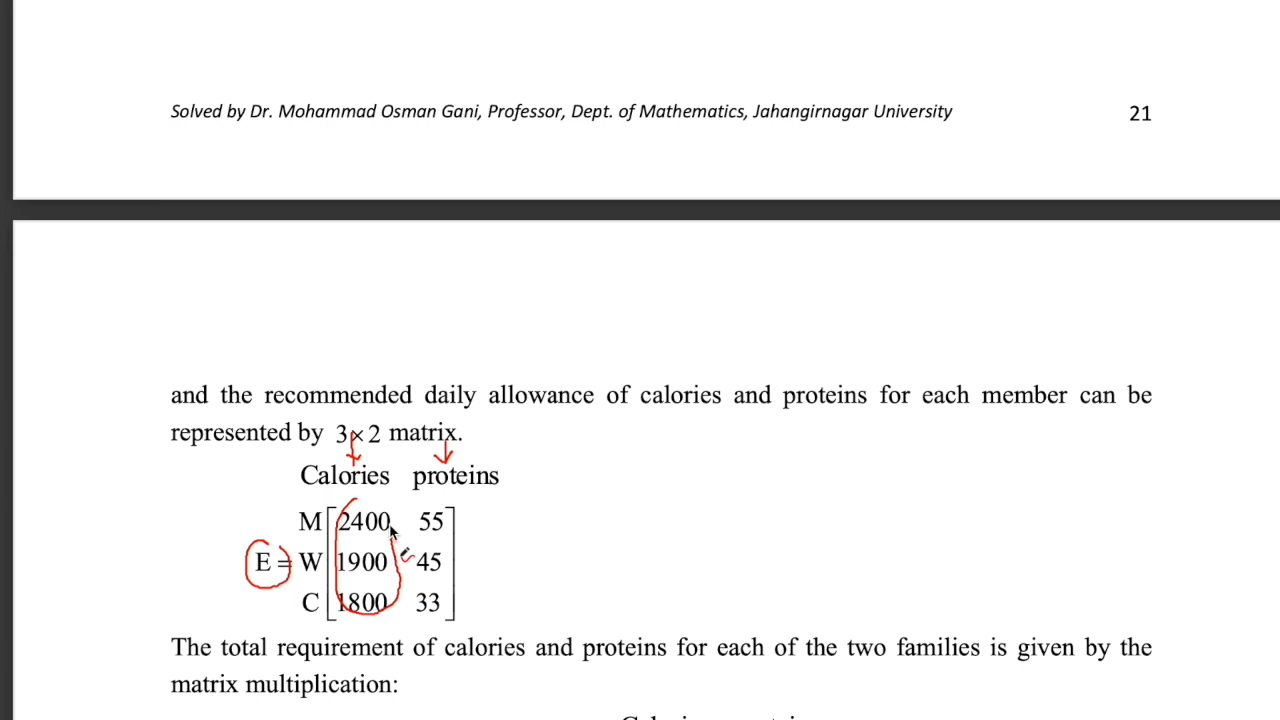 Solved by Dr. Mohammad Osman Gani, Professor, Dept. of Mathematics, Jahangirnagar University 21
and the recommended daily allowance of calories and proteins for each member can be
represented by 3 × 2 matrix.
Calories proteins
M 2400 55
E = W 1900 45
C 1800 33
The total requirement of calories and proteins for each of the two families is given by the
matrix multiplication: